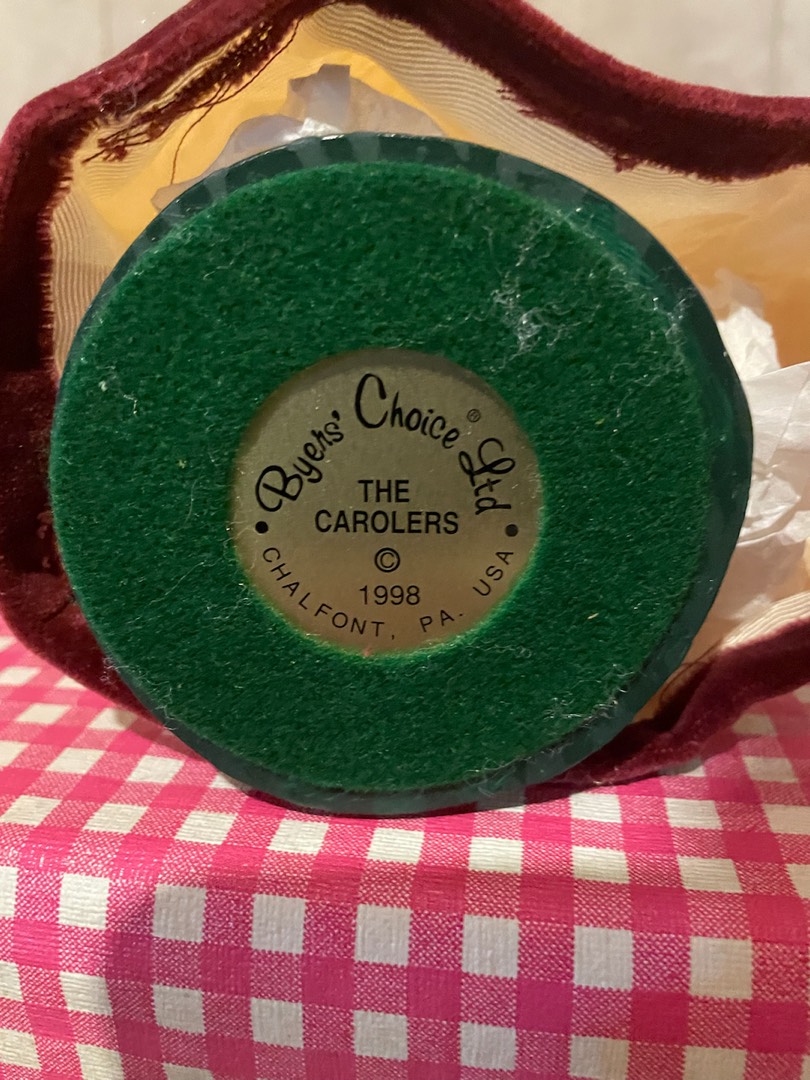 Byers' Choice® Ltd
THE
CAROLERS
©
1998
• CHALFONT, PA. USA •